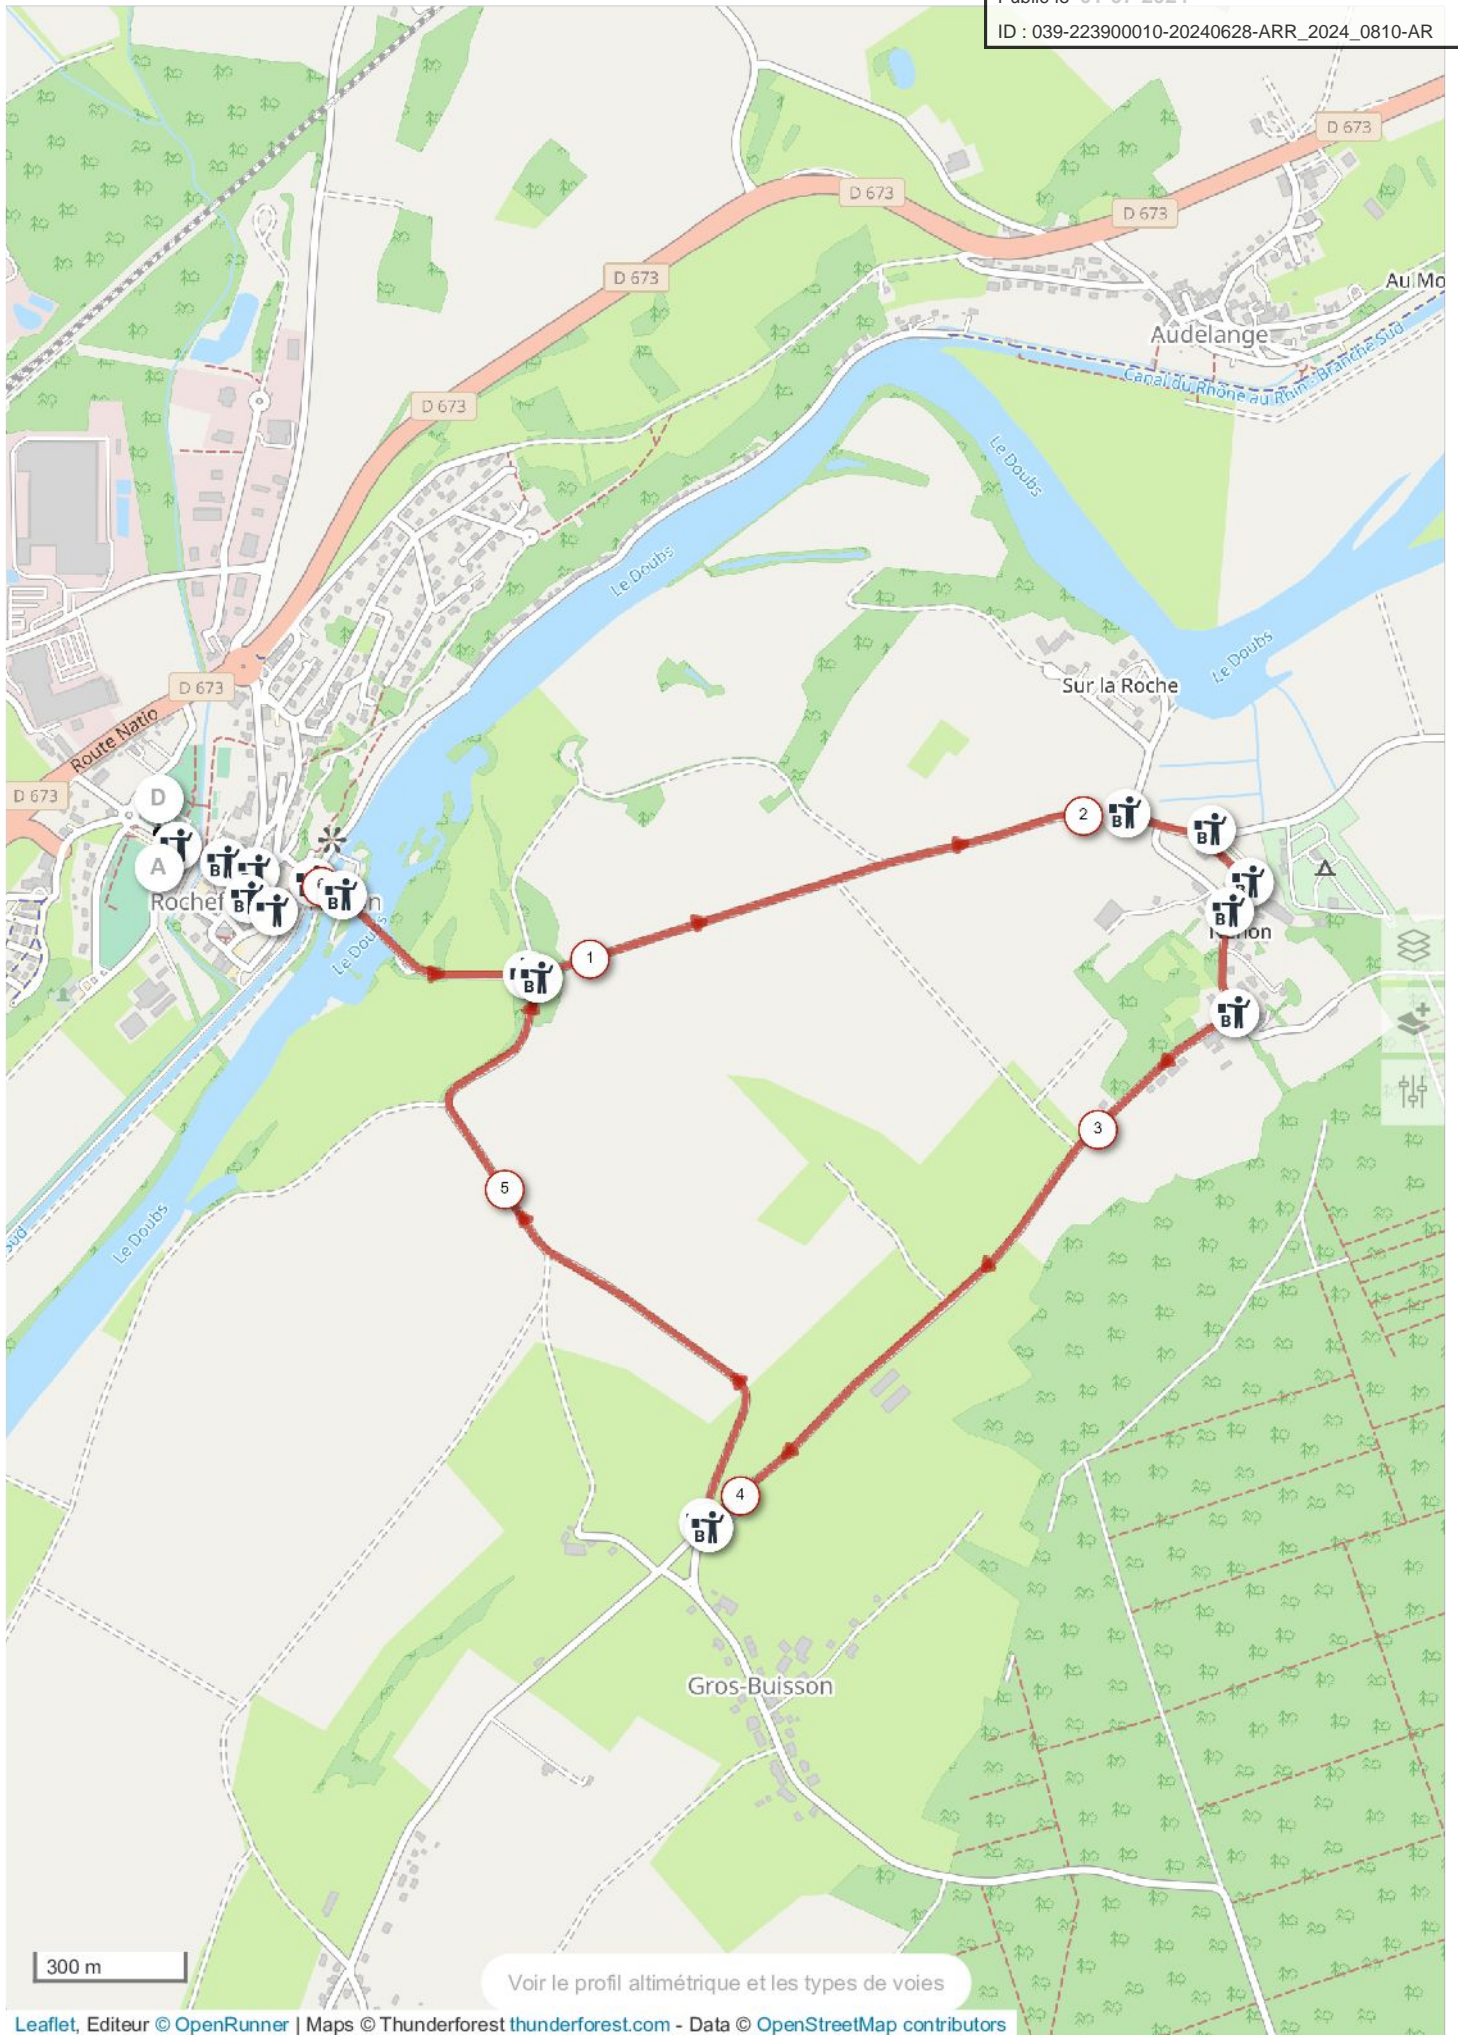 ID : 039-223900010-20240628-ARR_2024_0810-AR
D 673
D 673
D 673
D 673
Au Mo
Audelange
Canal du Rhône au Rhin - Branche Sud
D 673
Le Doubs
Le Doubs
Le Doubs
Sur la Roche
D 673
Route Natio
D 673
D
A
2
B
B
B
B
B
B
B
B
Rochef
n
Le Doubs
1
B
B
3
5
Le Doubs
Sud
4
B
Gros-Buisson
300 m
Voir le profil altimétrique et les types de voies
Leaflet, Editeur © OpenRunner | Maps © Thunderforest thunderforest.com - Data © OpenStreetMap contributors